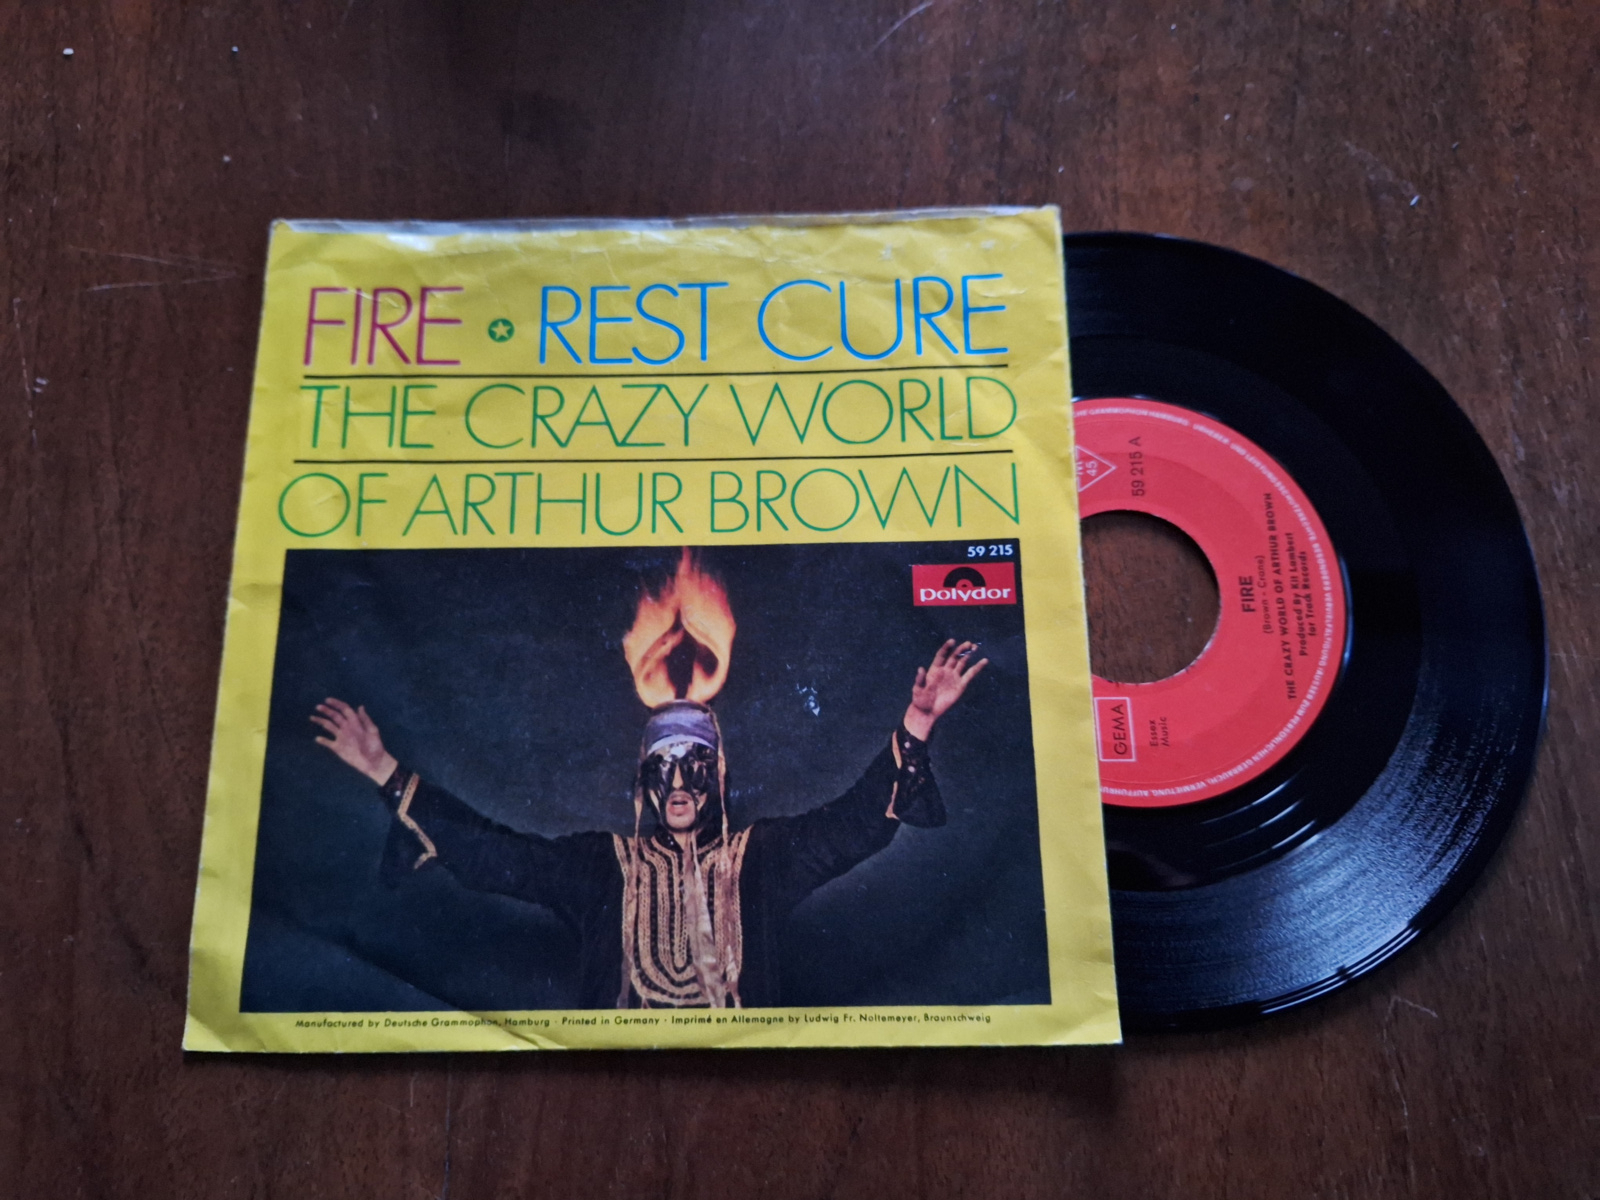 FIRE REST CURE
THE CRAZY WORLD
OF ARTHUR BROWN
59 215
polydor
Manufactured by Deutsche Grammophon, Hamburg · Printed in Germany · Imprimé en Allemagne by Ludwig Fr. Noltemeyer, Braunschweig
45
59 215 A
FIRE
(Brown - Crane)
THE CRAZY WORLD OF ARTHUR BROWN
Produced By Kit Lambert
for Track Records
GEMA
Essex
Music